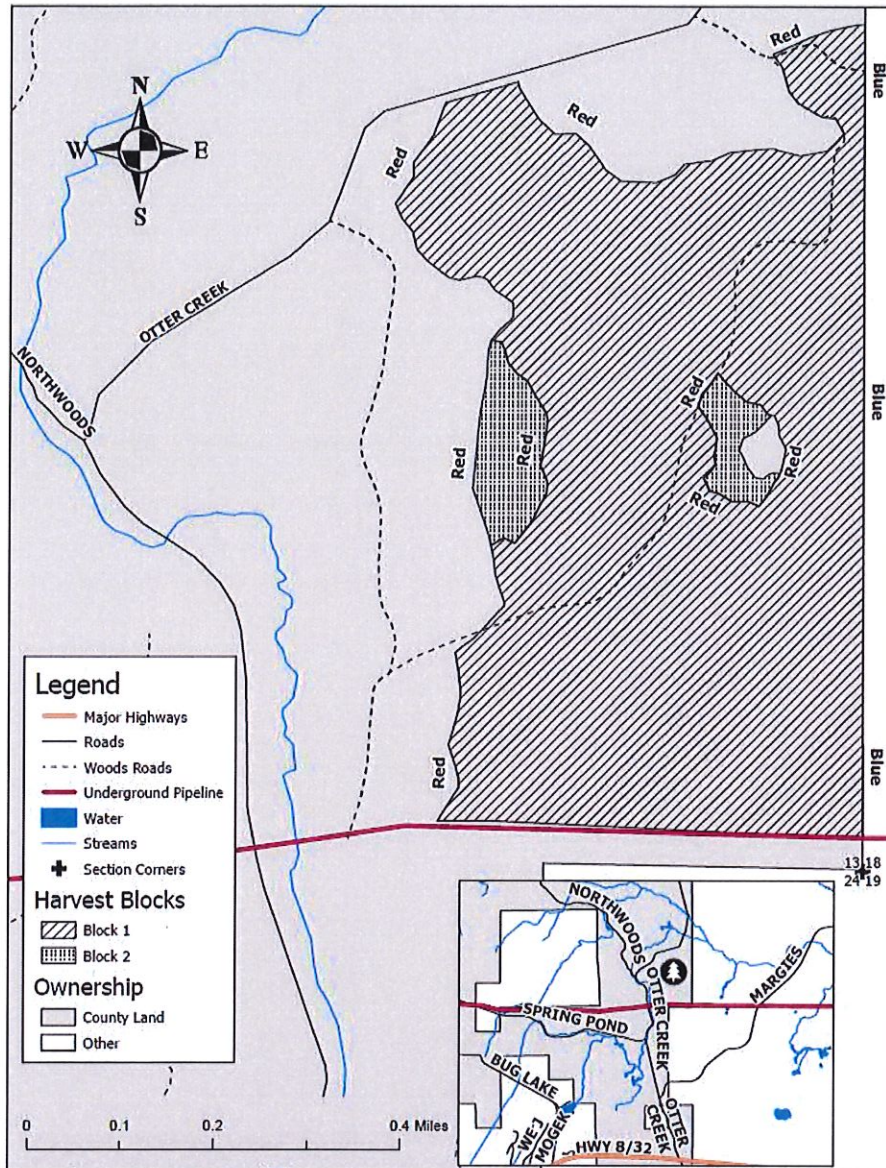 Red
Red
Blue
Red
N
W
E
S
OTTER CREEK
NORTHWOODS
Blue
Red
Red
Red
Red
Red
Blue
Red
Legend
Major Highways
Roads
Woods Roads
Underground Pipeline
Water
Streams
Section Corners
Harvest Blocks
Block 1
Block 2
Ownership
County Land
Other
13 18
24 19
NORTHWOODS
OTTER CREEK
MARGIES
SPRING POND
BUG LAKE
WE-J
MOGEK
OTTER CREEK
HWY 8/32
0
0.1
0.2
0.4 Miles